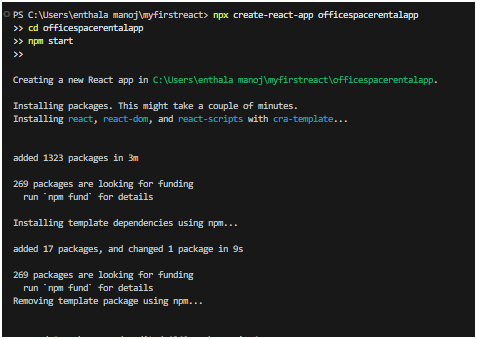 PS C:\Users\enthala manoj\myfirstreact> npx create-react-app officespacerentalapp
>> cd officespacerentalapp
>> npm start
>>
Creating a new React app in C:\Users\enthala manoj\myfirstreact\officespacerentalapp.
Installing packages. This might take a couple of minutes.
Installing react, react-dom, and react-scripts with cra-template...
added 1323 packages in 3m
269 packages are looking for funding
run `npm fund` for details
Installing template dependencies using npm...
added 17 packages, and changed 1 package in 9s
269 packages are looking for funding
run `npm fund` for details
Removing template package using npm...